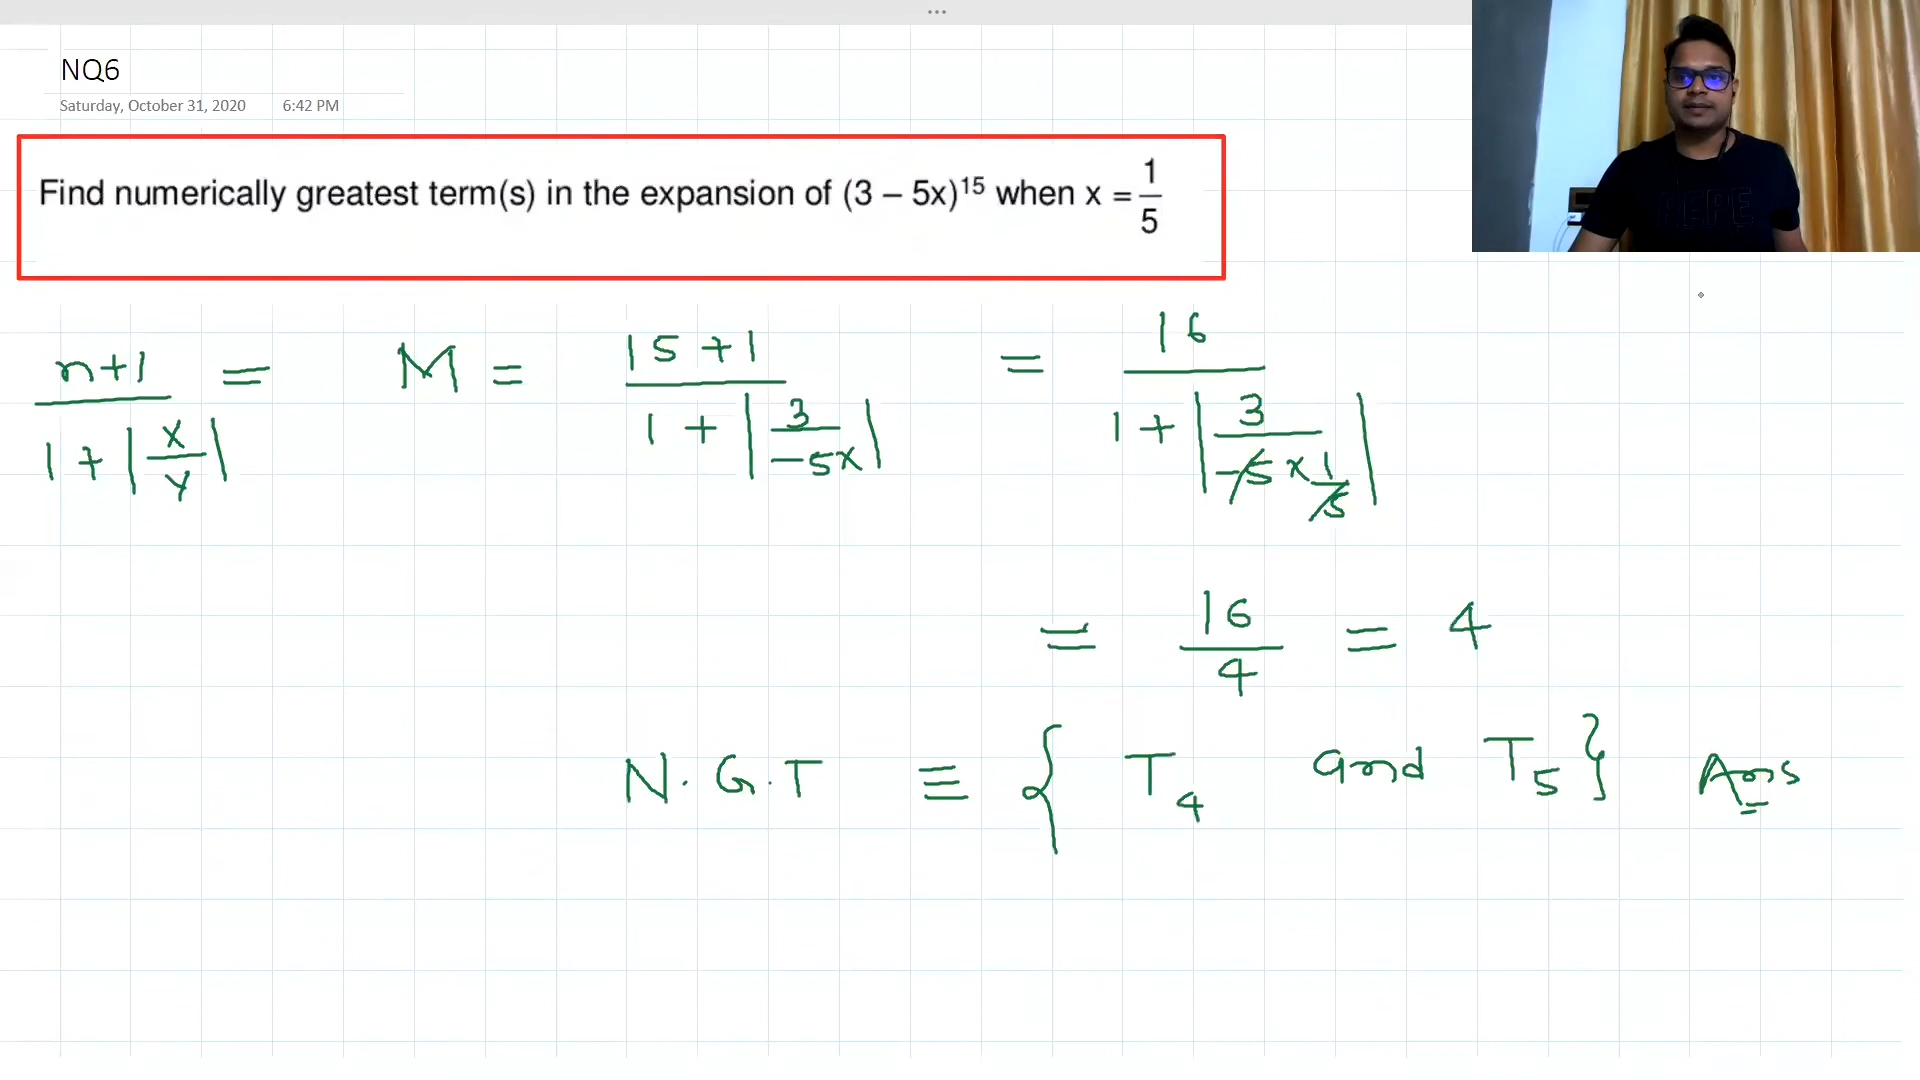 NQ6
Saturday, October 31, 2020 6:42 PM
Find numerically greatest term(s) in the expansion of (3 – 5x)^15 when x = 1/5
(n+1)/(1+|x/y|) = M = (15+1)/(1+|3/(-5x)|) = 16/(1+|3/(-5×1/5)|)
= 16/4 = 4
N.G.T ≡ { T₄ and T₅ } Ans